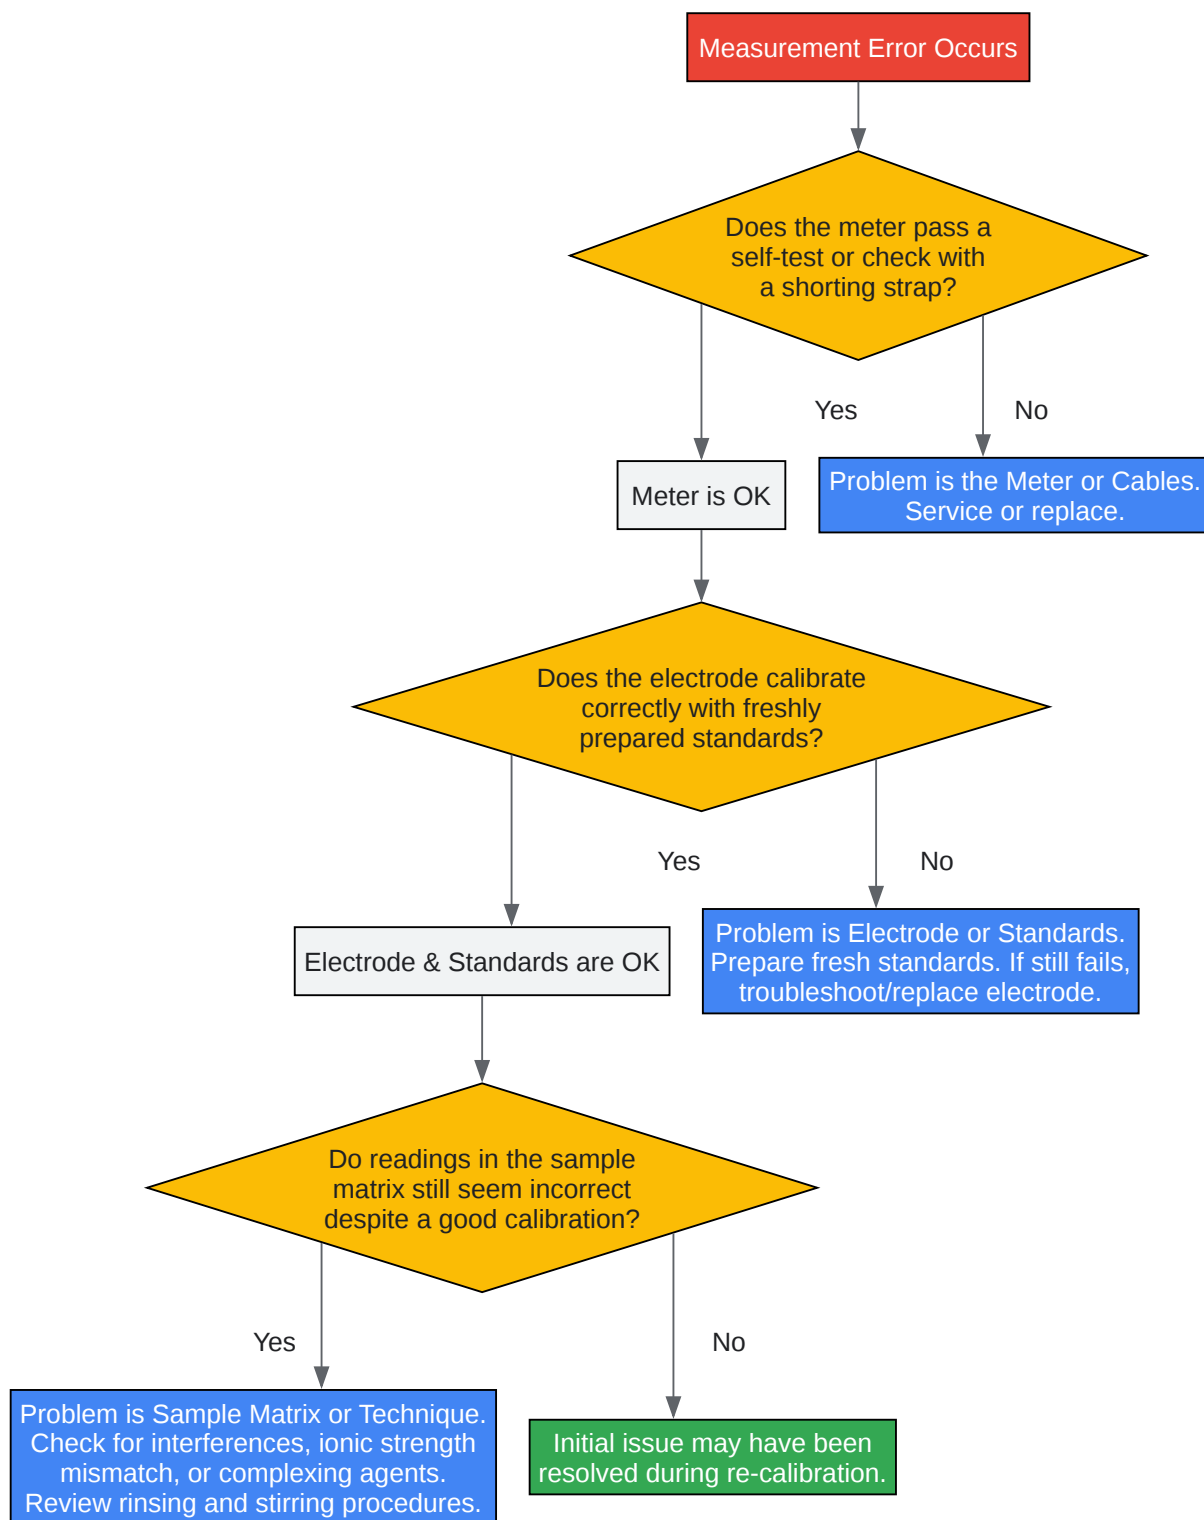 Measurement Error Occurs
Does the meter pass a
self-test or check with
a shorting strap?
Yes
No
Meter is OK
Problem is the Meter or Cables.
Service or replace.
Does the electrode calibrate
correctly with freshly
prepared standards?
Yes
No
Electrode & Standards are OK
Problem is Electrode or Standards.
Prepare fresh standards. If still fails,
troubleshoot/replace electrode.
Do readings in the sample
matrix still seem incorrect
despite a good calibration?
Yes
No
Problem is Sample Matrix or Technique.
Check for interferences, ionic strength
mismatch, or complexing agents.
Review rinsing and stirring procedures.
Initial issue may have been
resolved during re-calibration.